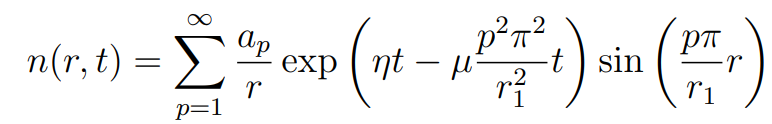 n(r, t) = \sum_{p=1}^{\infty} \frac{a_p}{r} \exp\left(\eta t - \mu \frac{p^2 \pi^2}{r_1^2} t\right) \sin\left(\frac{p\pi}{r_1} r\right)